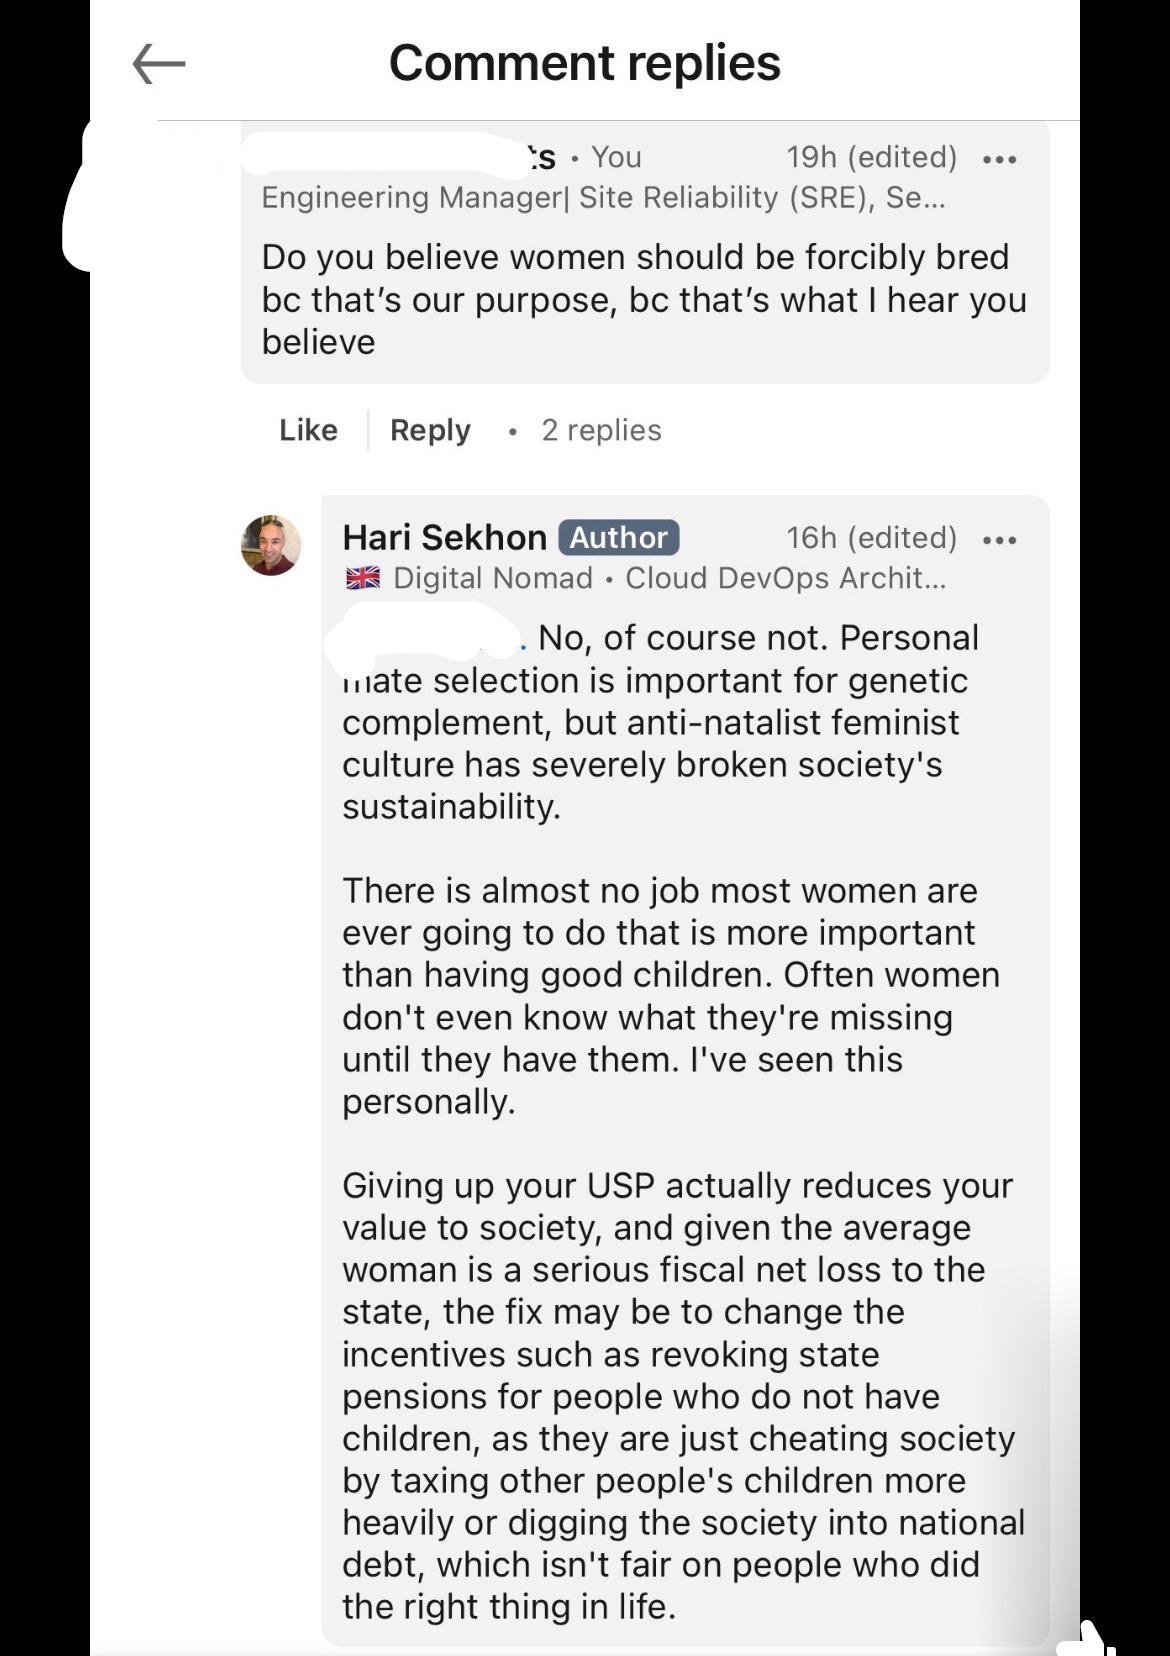 Comment replies
ts • You 19h (edited) •••
Engineering Manager| Site Reliability (SRE), Se...
Do you believe women should be forcibly bred
bc that's our purpose, bc that's what I hear you
believe
Like Reply • 2 replies
Hari Sekhon Author 16h (edited) •••
🇬🇧 Digital Nomad • Cloud DevOps Archit...
. No, of course not. Personal
mate selection is important for genetic
complement, but anti-natalist feminist
culture has severely broken society's
sustainability.
There is almost no job most women are
ever going to do that is more important
than having good children. Often women
don't even know what they're missing
until they have them. I've seen this
personally.
Giving up your USP actually reduces your
value to society, and given the average
woman is a serious fiscal net loss to the
state, the fix may be to change the
incentives such as revoking state
pensions for people who do not have
children, as they are just cheating society
by taxing other people's children more
heavily or digging the society into national
debt, which isn't fair on people who did
the right thing in life.